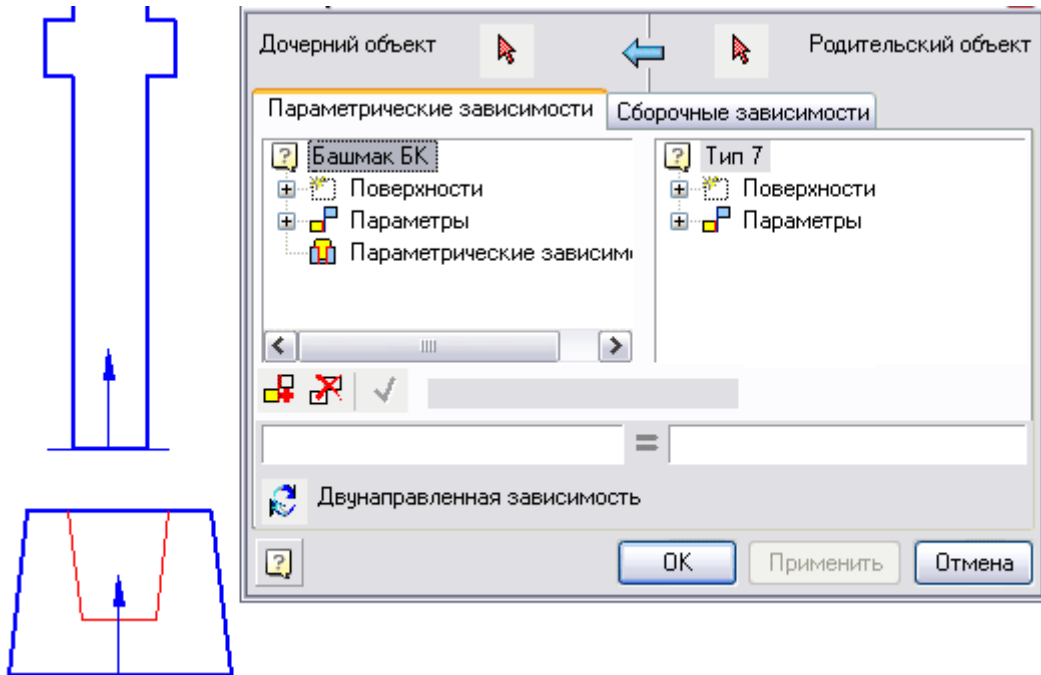 Дочерний объект
Родительский объект
Параметрические зависимости
Сборочные зависимости
Башмак БК
Поверхности
Параметры
Параметрические зависим
Тип 7
Поверхности
Параметры
=
Двунаправленная зависимость
ОК
Применить
Отмена